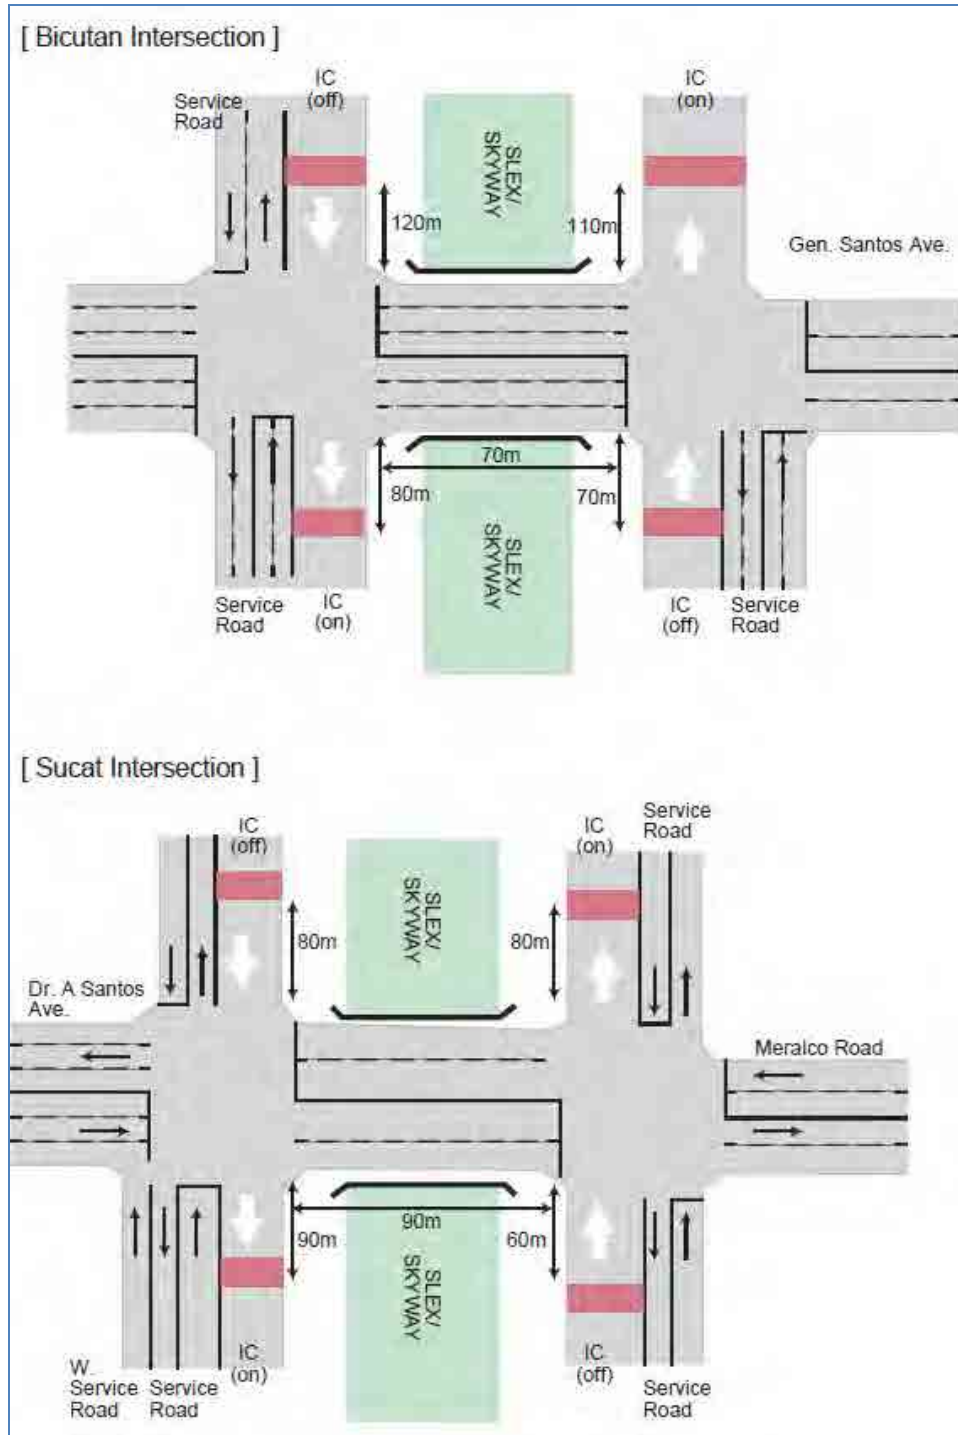 [ Bicutan Intersection ]
IC
(off)
IC
(on)
Service
Road
SLEX/
SKYWAY
120m
110m
Gen. Santos Ave.
70m
80m
70m
SLEX/
SKYWAY
Service
Road
IC
(on)
IC
(off)
Service
Road
[ Sucat Intersection ]
IC
(off)
IC
(on)
Service
Road
SLEX/
SKYWAY
80m
80m
Dr. A Santos
Ave.
Meralco Road
90m
90m
60m
SLEX/
SKYWAY
W.
Service
Road
Service
Road
IC
(on)
IC
(off)
Service
Road